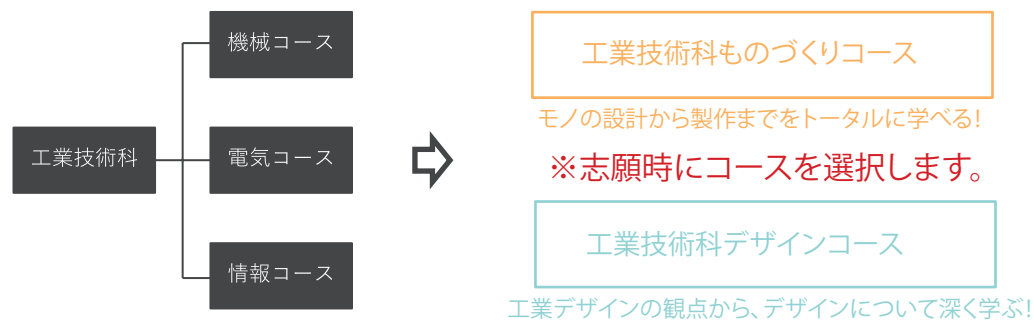 工業技術科
機械コース
電気コース
情報コース
工業技術科ものづくりコース
モノの設計から製作までをトータルに学べる!
※志願時にコースを選択します。
工業技術科デザインコース
工業デザインの観点から、デザインについて深く学ぶ!